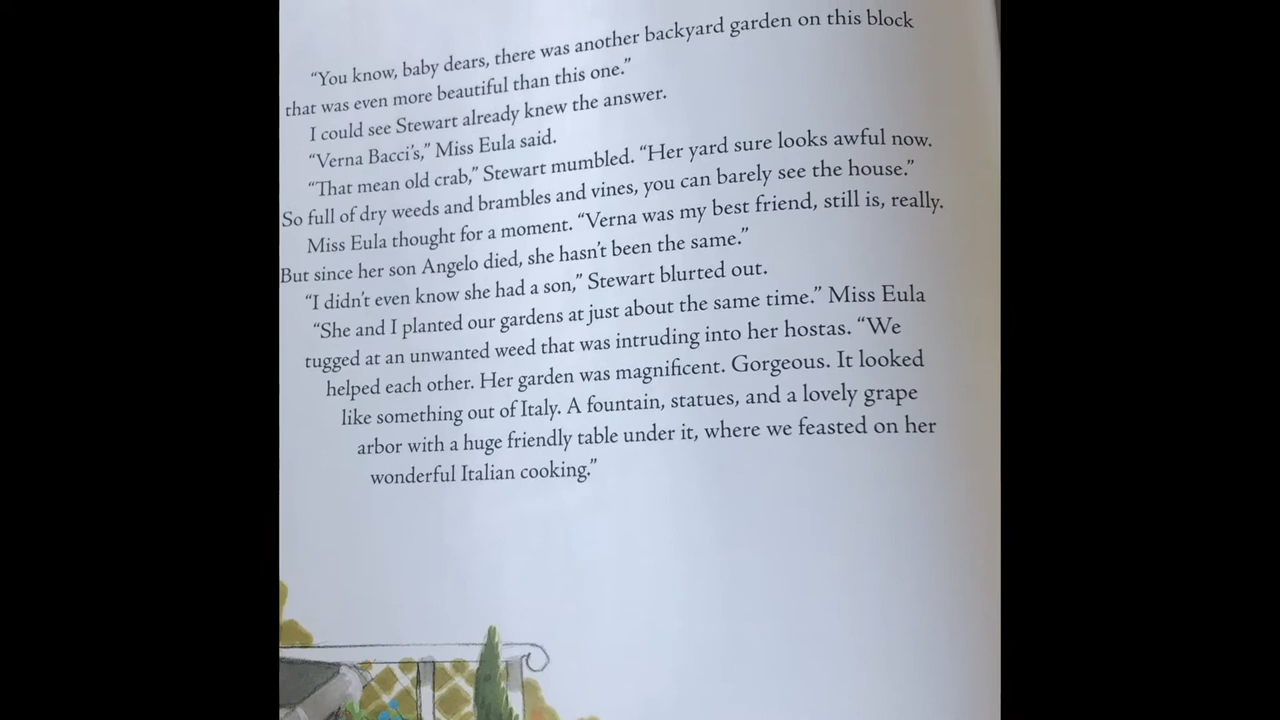 “You know, baby dears, there was another backyard garden on this block
that was even more beautiful than this one.”
I could see Stewart already knew the answer.
“Verna Bacci’s,” Miss Eula said.
“That mean old crab,” Stewart mumbled. “Her yard sure looks awful now.
So full of dry weeds and brambles and vines, you can barely see the house.”
Miss Eula thought for a moment. “Verna was my best friend, still is, really.
But since her son Angelo died, she hasn’t been the same.”
“I didn’t even know she had a son,” Stewart blurted out.
“She and I planted our gardens at just about the same time.” Miss Eula
tugged at an unwanted weed that was intruding into her hostas. “We
helped each other. Her garden was magnificent. Gorgeous. It looked
like something out of Italy. A fountain, statues, and a lovely grape
arbor with a huge friendly table under it, where we feasted on her
wonderful Italian cooking.”